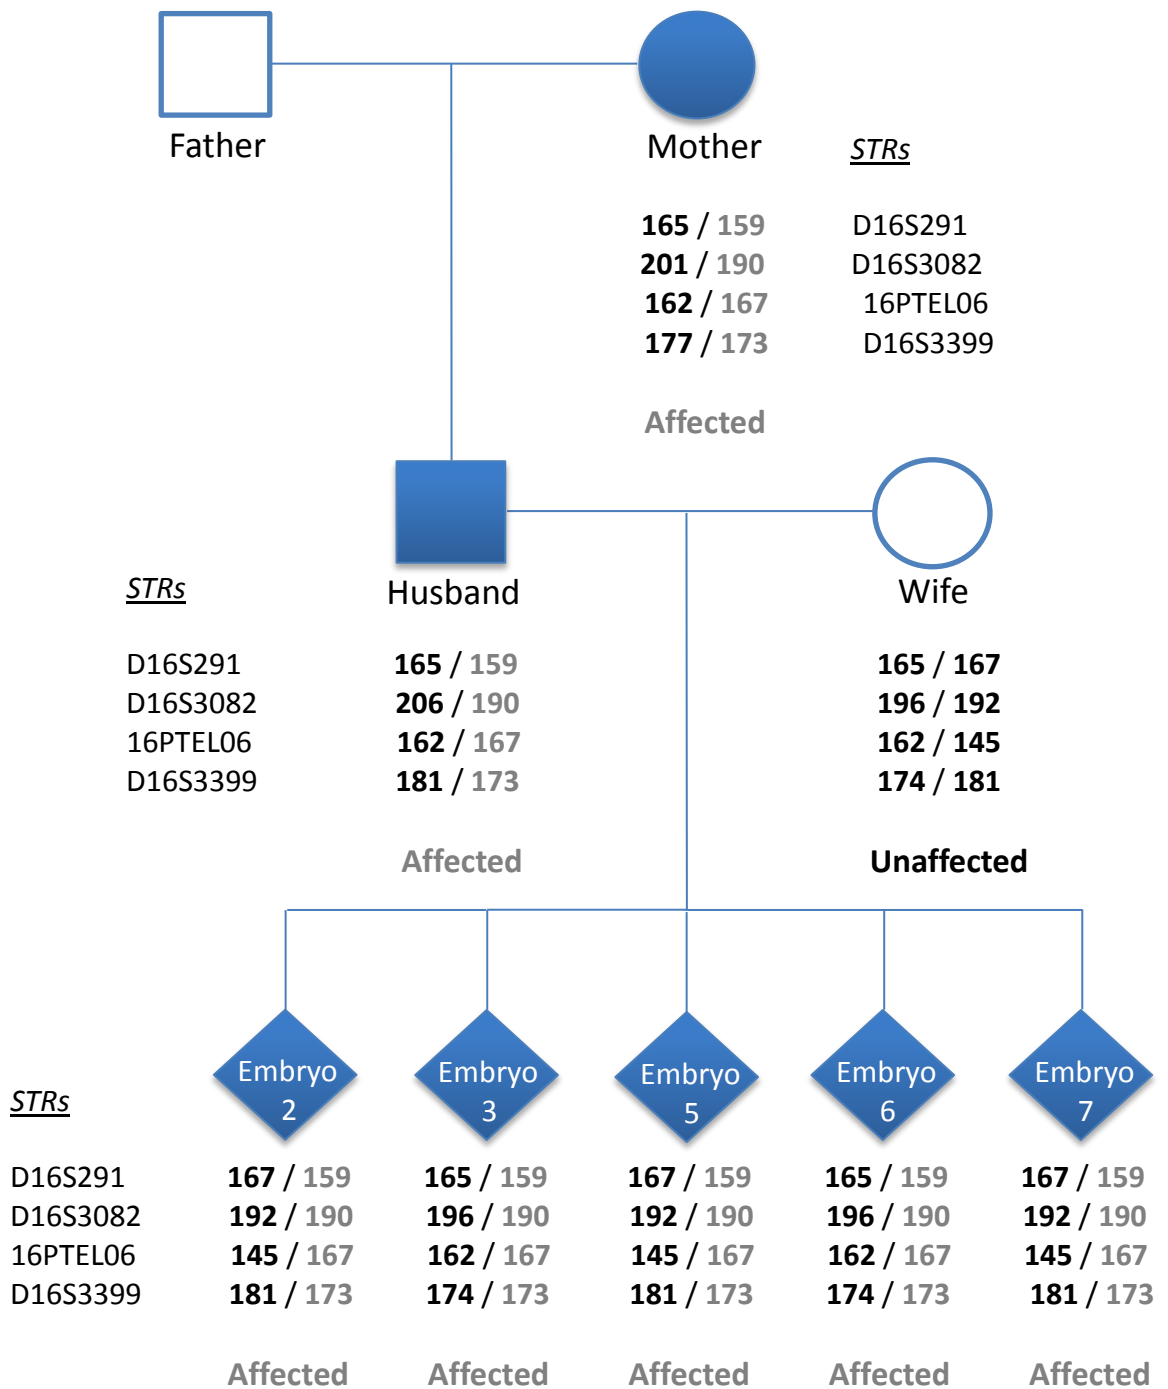 Father
Mother
STRs
165 / 159 D16S291
201 / 190 D16S3082
162 / 167 16PTEL06
177 / 173 D16S3399
Affected
STRs
Husband
Wife
D16S291 165 / 159 165 / 167
D16S3082 206 / 190 196 / 192
16PTEL06 162 / 167 162 / 145
D16S3399 181 / 173 174 / 181
Affected Unaffected
Embryo 2
Embryo 3
Embryo 5
Embryo 6
Embryo 7
STRs
D16S291 167 / 159 165 / 159 167 / 159 165 / 159 167 / 159
D16S3082 192 / 190 196 / 190 192 / 190 196 / 190 192 / 190
16PTEL06 145 / 167 162 / 167 145 / 167 162 / 167 145 / 167
D16S3399 181 / 173 174 / 173 181 / 173 174 / 173 181 / 173
Affected Affected Affected Affected Affected